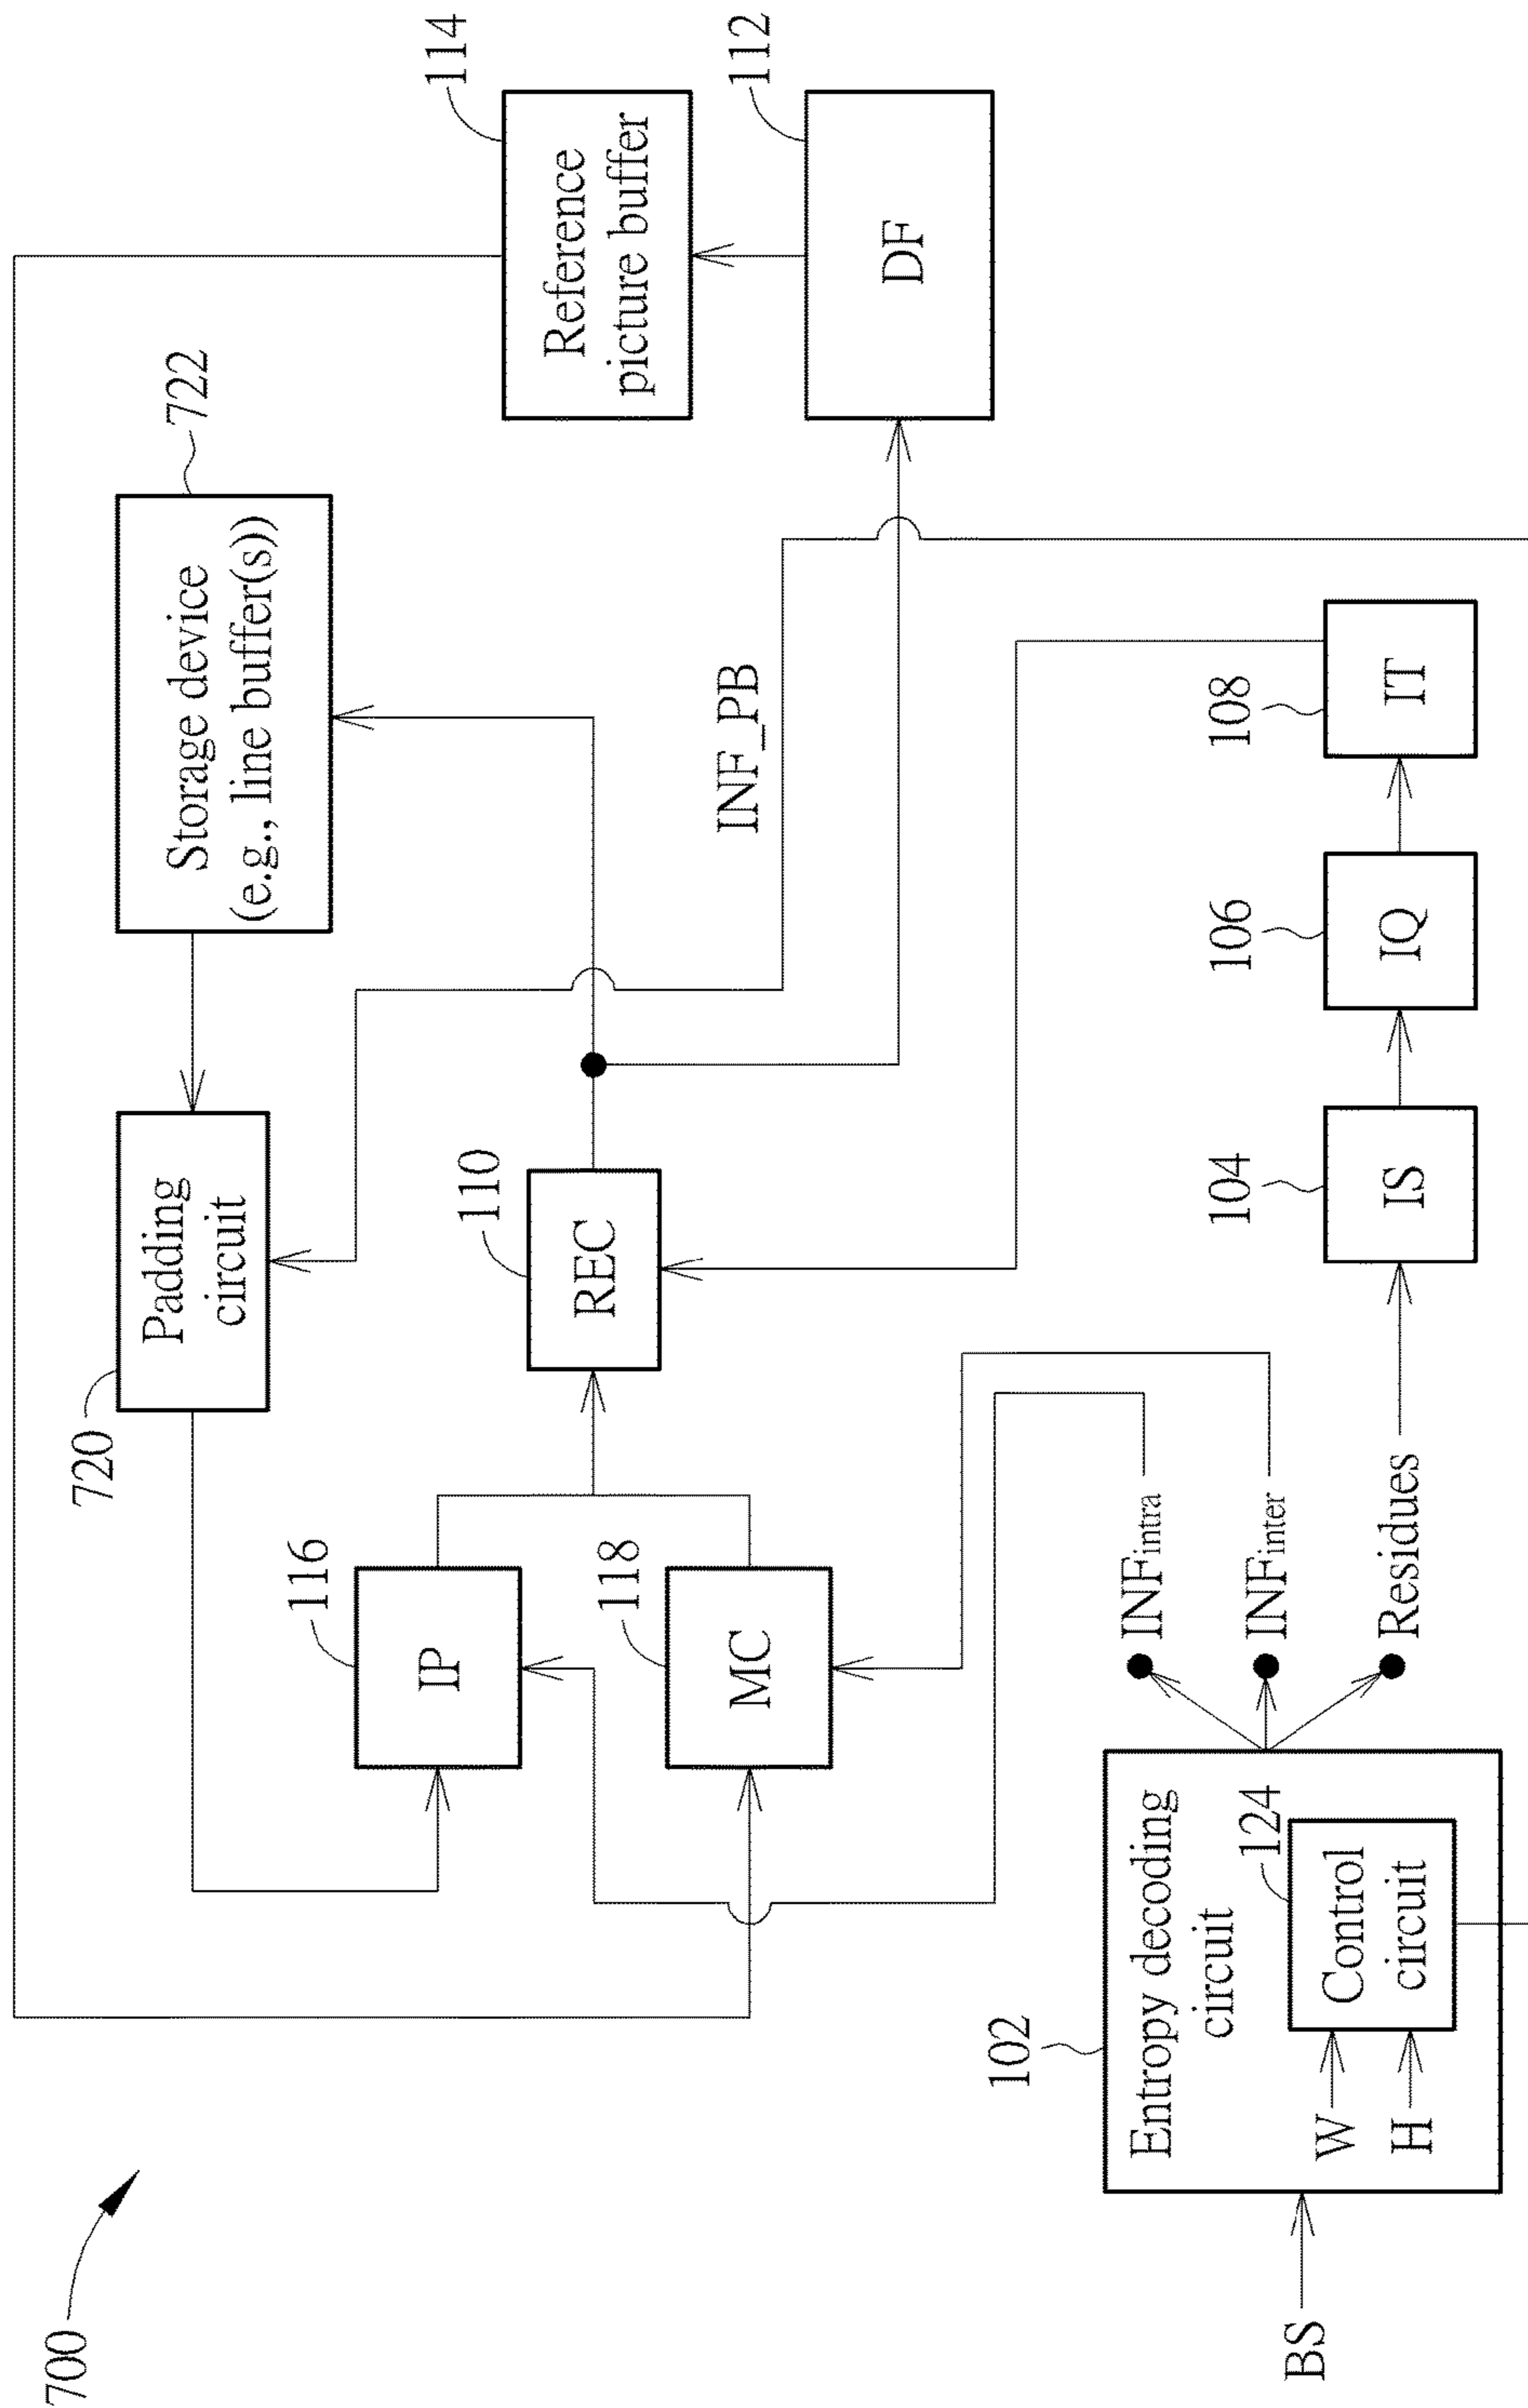 700
720
Padding
circuit
Storage device
(e.g., line buffer(s))
722
114
Reference
picture buffer
116
IP
110
REC
118
MC
INF_PB
112
DF
102
Entropy decoding
circuit
124
Control
circuit
W
H
BS
INFintra
INFinter
Residues
104
IS
106
IQ
108
IT